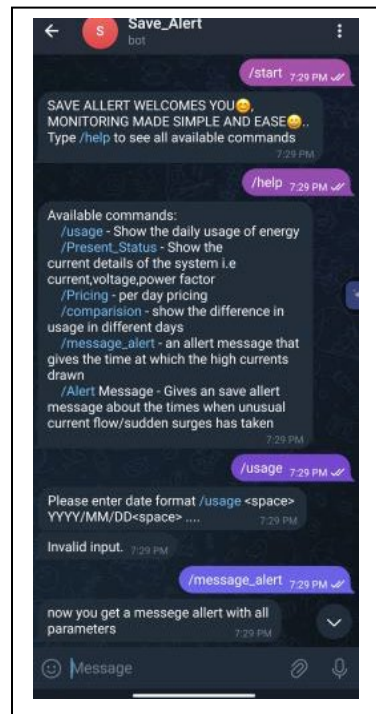 Save_Alert
S
bot
/start 7:29 PM
SAVE ALLERT WELCOMES YOU😊,
MONITORING MADE SIMPLE AND EASE😀..
Type /help to see all available commands
7:29 PM
/help 7:29 PM
Available commands:
/usage - Show the daily usage of energy
/Present_Status - Show the
current details of the system i.e
current,voltage,power factor
/Pricing - per day pricing
/comparision - show the difference in
usage in different days
/message_alert - an allert message that
gives the time at which the high currents
drawn
/Alert Message - Gives an save allert
message about the times when unusual
current flow/sudden surges has taken
7:29 PM
/usage 7:29 PM
Please enter date format /usage <space>
YYYY/MM/DD<space> ....
7:29 PM
Invalid input. 7:29 PM
/message_alert 7:29 PM
now you get a messege allert with all
parameters
7:29 PM
Message